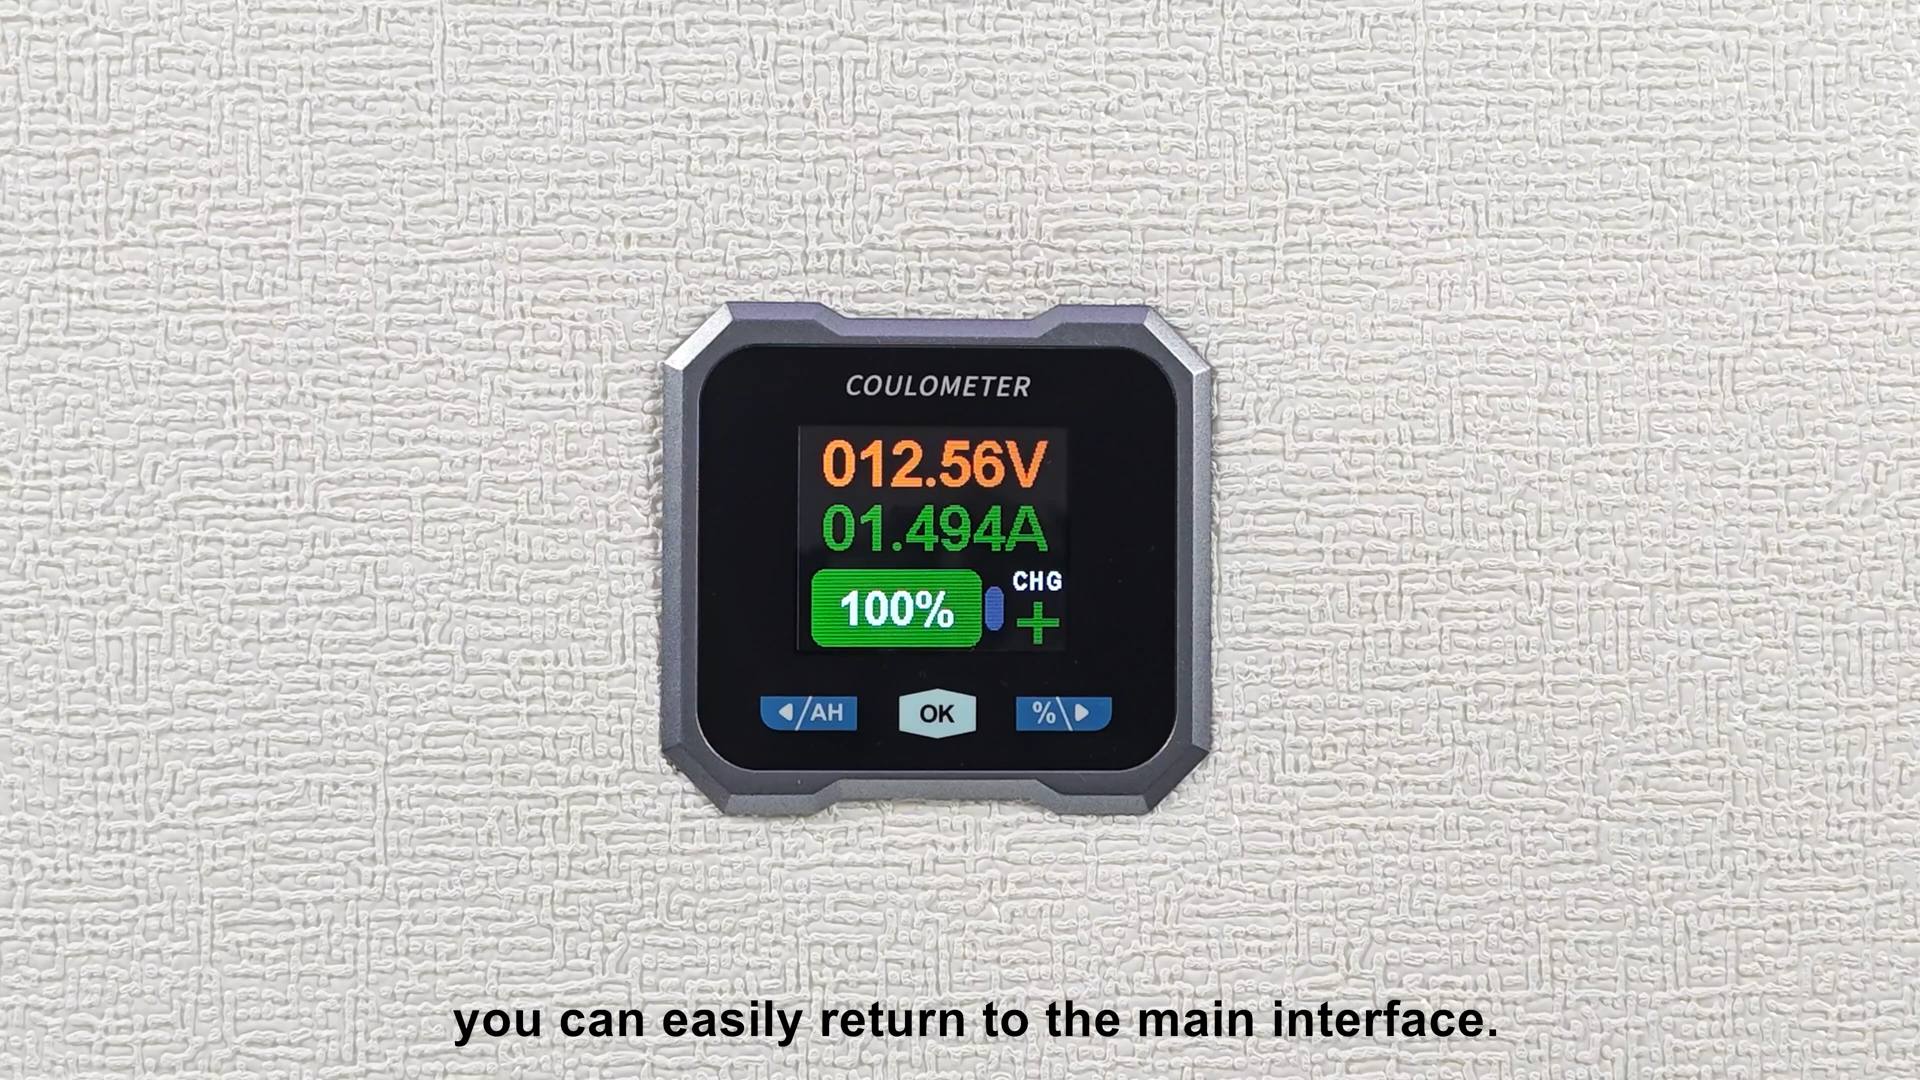 COULOMETER
012.56V
01.494A
100%
CHG
+
◀/AH
OK
%\▶
you can easily return to the main interface.